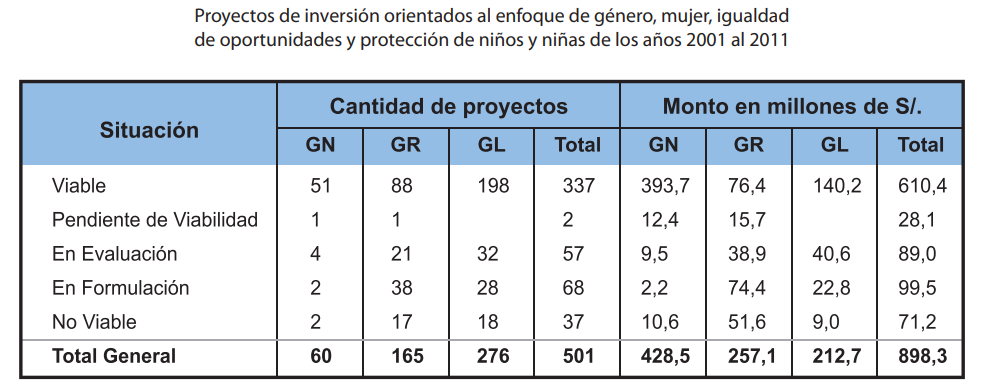 Proyectos de inversión orientados al enfoque de género, mujer, igualdad
de oportunidades y protección de niños y niñas de los años 2001 al 2011
Situación Cantidad de proyectos Monto en millones de S/.
GN GR GL Total GN GR GL Total
Viable 51 88 198 337 393,7 76,4 140,2 610,4
Pendiente de Viabilidad 1 1 2 12,4 15,7 28,1
En Evaluación 4 21 32 57 9,5 38,9 40,6 89,0
En Formulación 2 38 28 68 2,2 74,4 22,8 99,5
No Viable 2 17 18 37 10,6 51,6 9,0 71,2
Total General 60 165 276 501 428,5 257,1 212,7 898,3